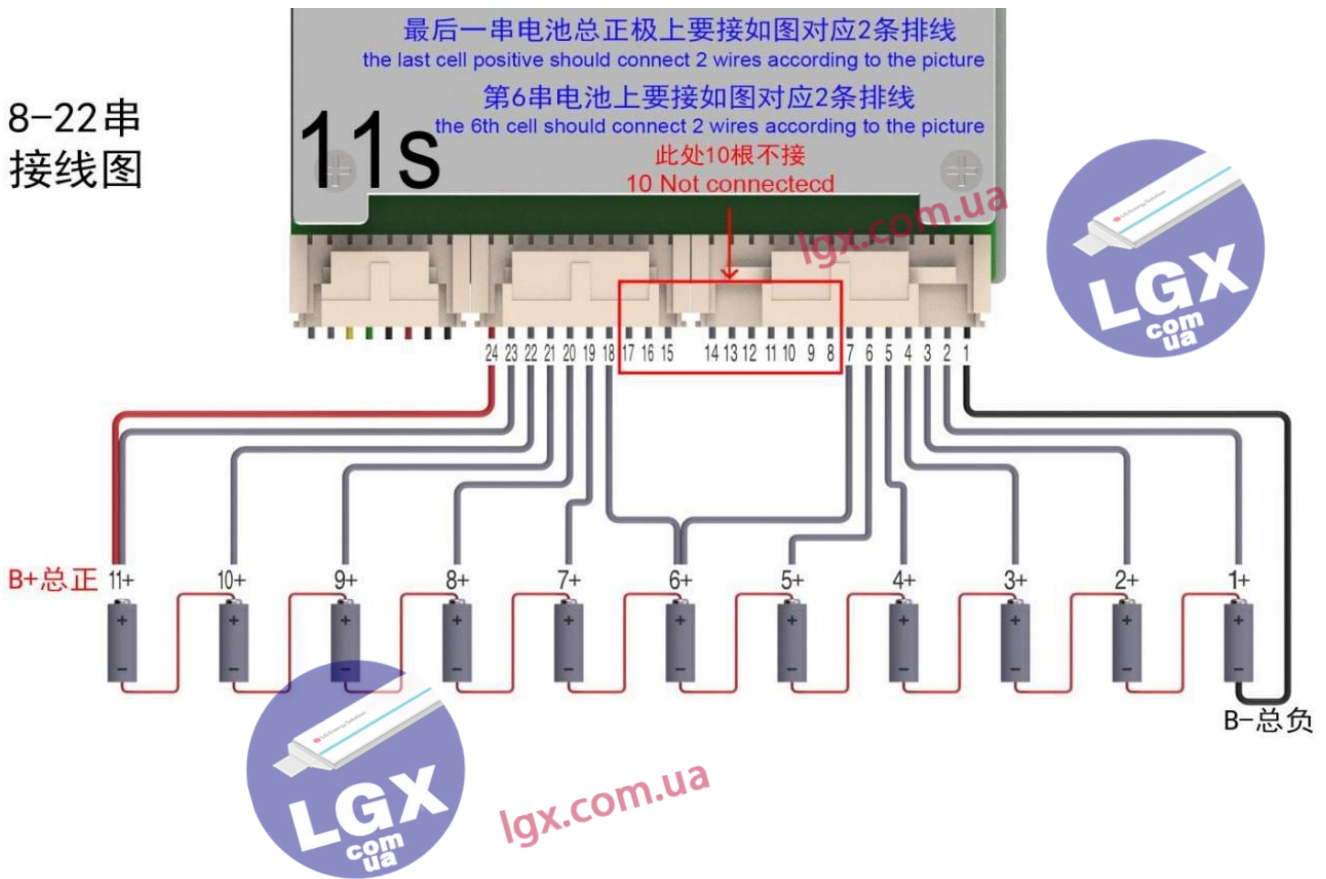 最后一串电池总正极上要接如图对应2条排线
the last cell positive should connect 2 wires according to the picture
第6串电池上要接如图对应2条排线
the 6th cell should connect 2 wires according to the picture
8-22串
接线图
11s
此处10根不接
10 Not connectecd
lgx.com.ua
LG Energy Solution
LGX
com
ua
24 23 22 21 20 19 18 17 16 15 14 13 12 11 10 9 8 7 6 5 4 3 2 1
B+总正 11+ 10+ 9+ 8+ 7+ 6+ 5+ 4+ 3+ 2+ 1+
+ + + + + + + + + + +
- - - - - - - - - - -
B-总负
LG Energy Solution
LGX
com
ua
lgx.com.ua